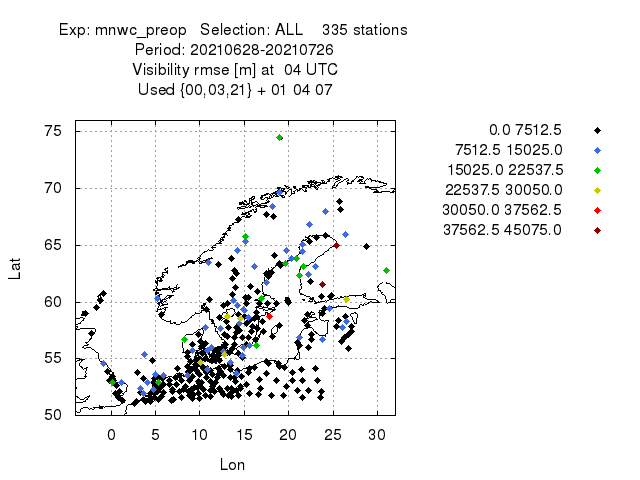 Exp: mnwc_preop   Selection: ALL    335 stations
Period: 20210628-20210726
Visibility rmse [m] at  04 UTC
Used {00,03,21} + 01 04 07
0.0 7512.5
7512.5 15025.0
15025.0 22537.5
22537.5 30050.0
30050.0 37562.5
37562.5 45075.0
75
70
65
60
55
50
Lat
0 5 10 15 20 25 30
Lon